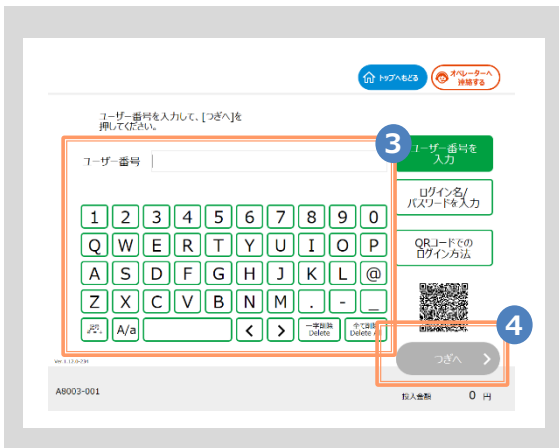 トップへもどる
オペレーターへ
連絡する
ユーザー番号を入力して、[つぎへ]を
押してください。
3
ユーザー番号
ユーザー番号を
入力
ログイン名/
パスワードを入力
QRコードでの
ログイン方法
1 2 3 4 5 6 7 8 9 0
Q W E R T Y U I O P
A S D F G H J K L @
Z X C V B N M . - _
A/a < > 一字削除
Delete
全て削除
Delete All
4
つぎへ >
A8003-001
投入金額 0 円